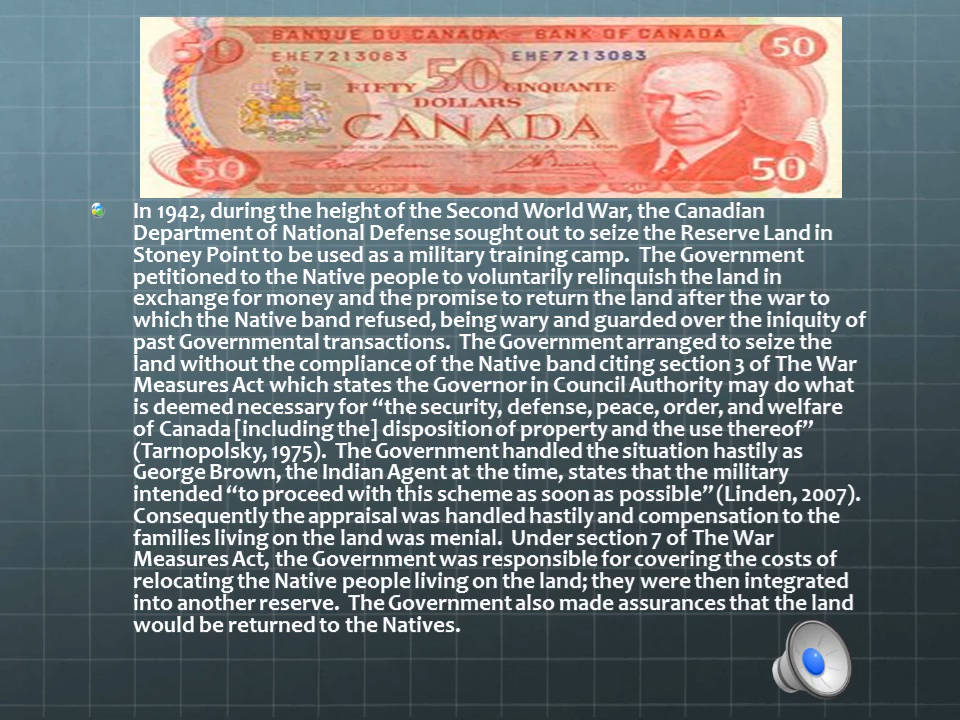 50 BANQUE DU CANADA - BANK OF CANADA 50
EHE7213083 EHE7213083
50
FIFTY CINQUANTE
DOLLARS
CANADA
50 50
In 1942, during the height of the Second World War, the Canadian
Department of National Defense sought out to seize the Reserve Land in
Stoney Point to be used as a military training camp. The Government
petitioned to the Native people to voluntarily relinquish the land in
exchange for money and the promise to return the land after the war to
which the Native band refused, being wary and guarded over the iniquity of
past Governmental transactions. The Government arranged to seize the
land without the compliance of the Native band citing section 3 of The War
Measures Act which states the Governor in Council Authority may do what
is deemed necessary for “the security, defense, peace, order, and welfare
of Canada [including the] disposition of property and the use thereof”
(Tarnopolsky, 1975). The Government handled the situation hastily as
George Brown, the Indian Agent at the time, states that the military
intended “to proceed with this scheme as soon as possible” (Linden, 2007).
Consequently the appraisal was handled hastily and compensation to the
families living on the land was menial. Under section 7 of The War
Measures Act, the Government was responsible for covering the costs of
relocating the Native people living on the land; they were then integrated
into another reserve. The Government also made assurances that the land
would be returned to the Natives.